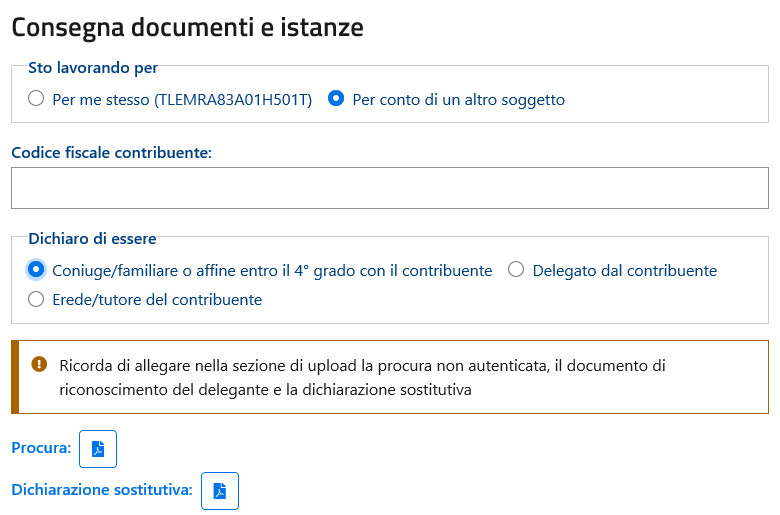 Consegna documenti e istanze
Sto lavorando per
Per me stesso (TLEMRA83A01H501T) Per conto di un altro soggetto
Codice fiscale contribuente:
Dichiaro di essere
Coniuge/familiare o affine entro il 4° grado con il contribuente Delegato dal contribuente
Erede/tutore del contribuente
Ricorda di allegare nella sezione di upload la procura non autenticata, il documento di
riconoscimento del delegante e la dichiarazione sostitutiva
Procura:
Dichiarazione sostitutiva: